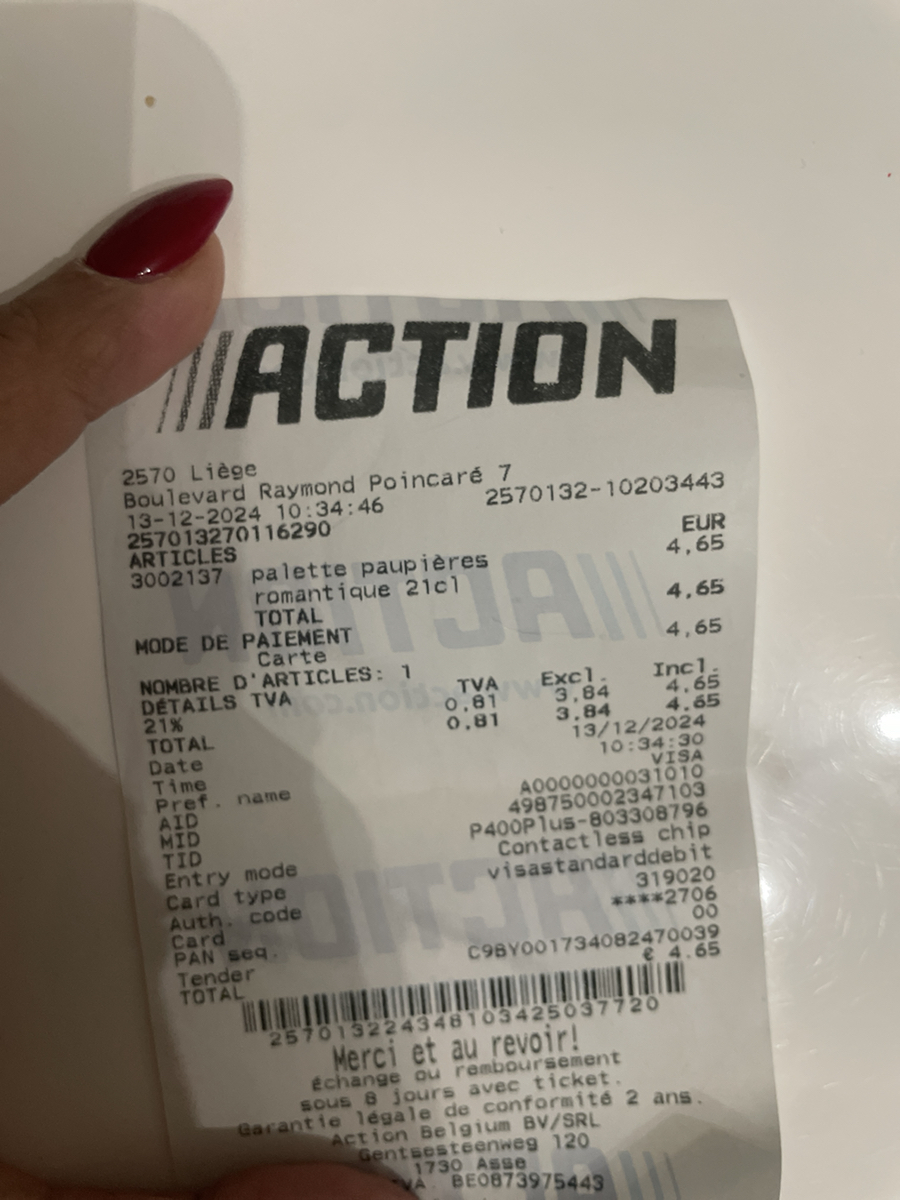 ACTION
2570 Liège
Boulevard Raymond Poincaré 7
13-12-2024 10:34:46 2570132-10203443
257013270116290
ARTICLES EUR
3002137 palette paupières 4,65
romantique 21cl
TOTAL 4,65
MODE DE PAIEMENT
Carte 4,65
NOMBRE D'ARTICLES: 1
DÉTAILS TVA TVA Excl. Incl.
21% 0,81 3,84 4,65
TOTAL 0,81 3,84 4,65
Date 13/12/2024
Time 10:34:30
Pref. name VISA
AID A0000000031010
MID 498750002347103
TID P400Plus-803308796
Entry mode Contactless chip
Card type visastandarddebit
Auth. code 319020
Card ****2706
PAN seq. 00
Tender C98Y001734082470039
TOTAL € 4.65
257013224348103425037720
Merci et au revoir!
échange ou remboursement
sous 8 jours avec ticket.
Garantie légale de conformité 2 ans.
Action Belgium BV/SRL
Gentsesteenweg 120
1730 Asse
BE0873975443